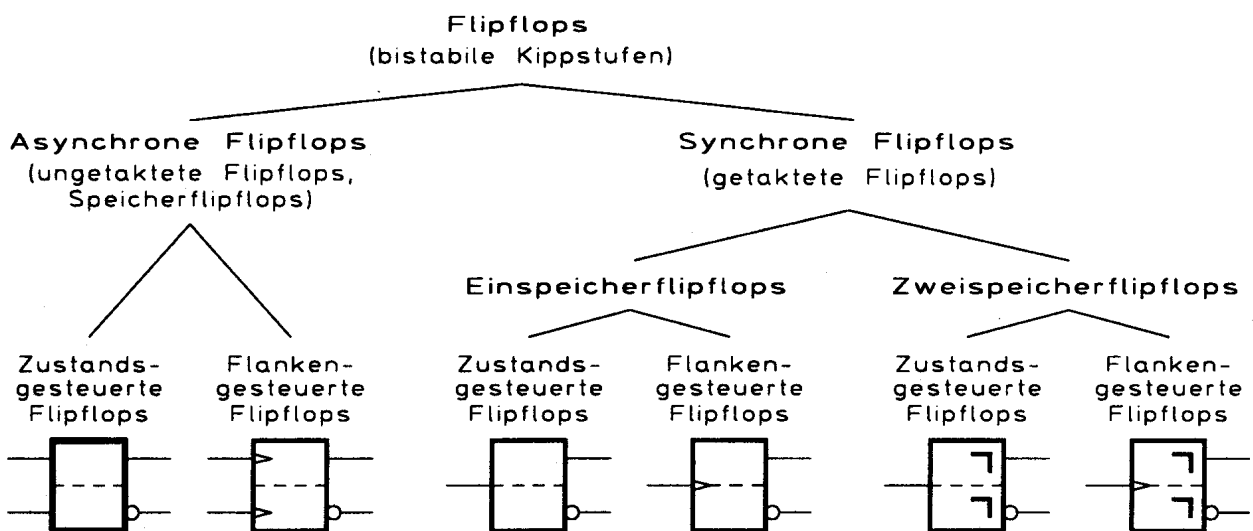 Flipflops
(bistabile Kippstufen)
Asynchrone Flipflops
(ungetaktete Flipflops,
Speicherflipflops)
Synchrone Flipflops
(getaktete Flipflops)
Einspeicherflipflops
Zweispeicherflipflops
Zustands-
gesteuerte
Flipflops
Flanken-
gesteuerte
Flipflops
Zustands-
gesteuerte
Flipflops
Flanken-
gesteuerte
Flipflops
Zustands-
gesteuerte
Flipflops
Flanken-
gesteuerte
Flipflops